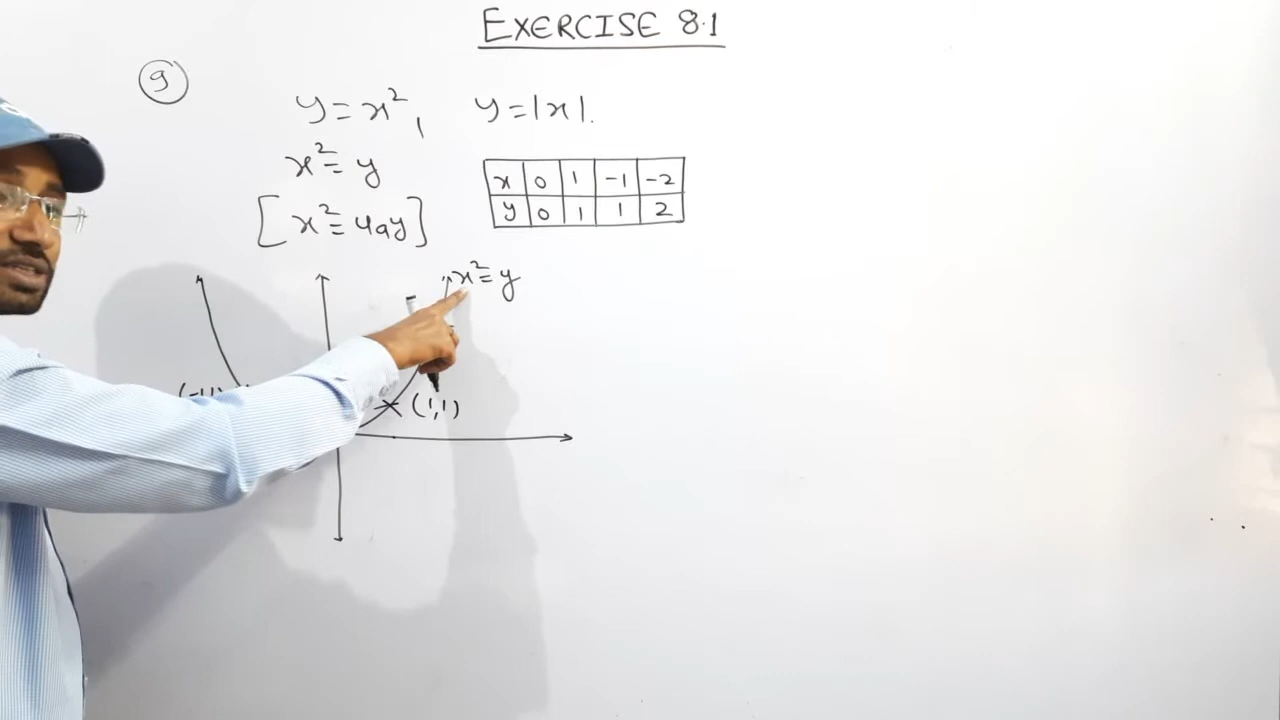 EXERCISE 8.1
9
y = x², y = |x|.
x² = y
[x² = 4ay]
x 0 1 -1 -2
y 0 1 1 2
x² = y
(1,1)